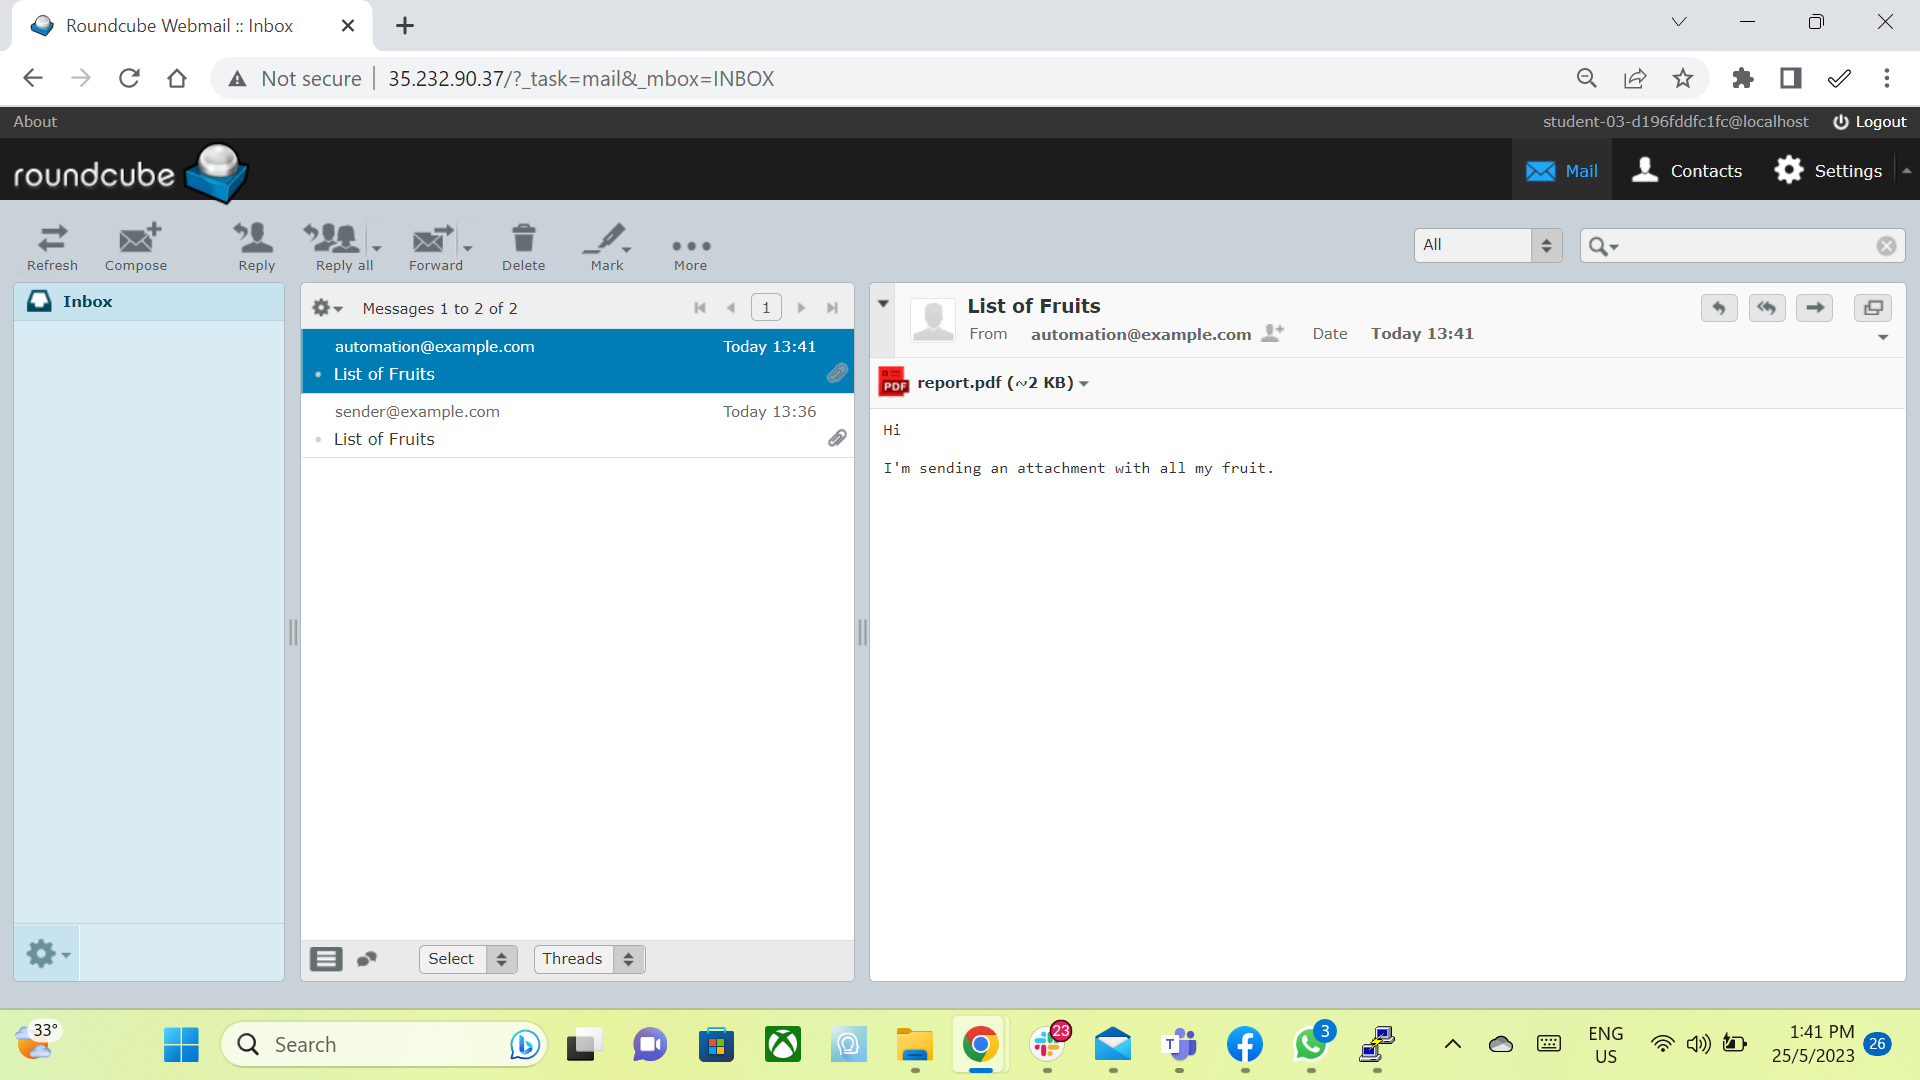 Roundcube Webmail :: Inbox
Not secure 35.232.90.37/?_task=mail&_mbox=INBOX
About student-03-d196fddfc1fc@localhost Logout
roundcube Mail Contacts Settings
Refresh Compose Reply Reply all Forward Delete Mark More All
Inbox
Messages 1 to 2 of 2 1
automation@example.com Today 13:41
List of Fruits
sender@example.com Today 13:36
List of Fruits
Select Threads
List of Fruits
From automation@example.com Date Today 13:41
PDF report.pdf (~2 KB)
Hi
I'm sending an attachment with all my fruit.
33° Search 23 3 ENG US 1:41 PM 25/5/2023 26